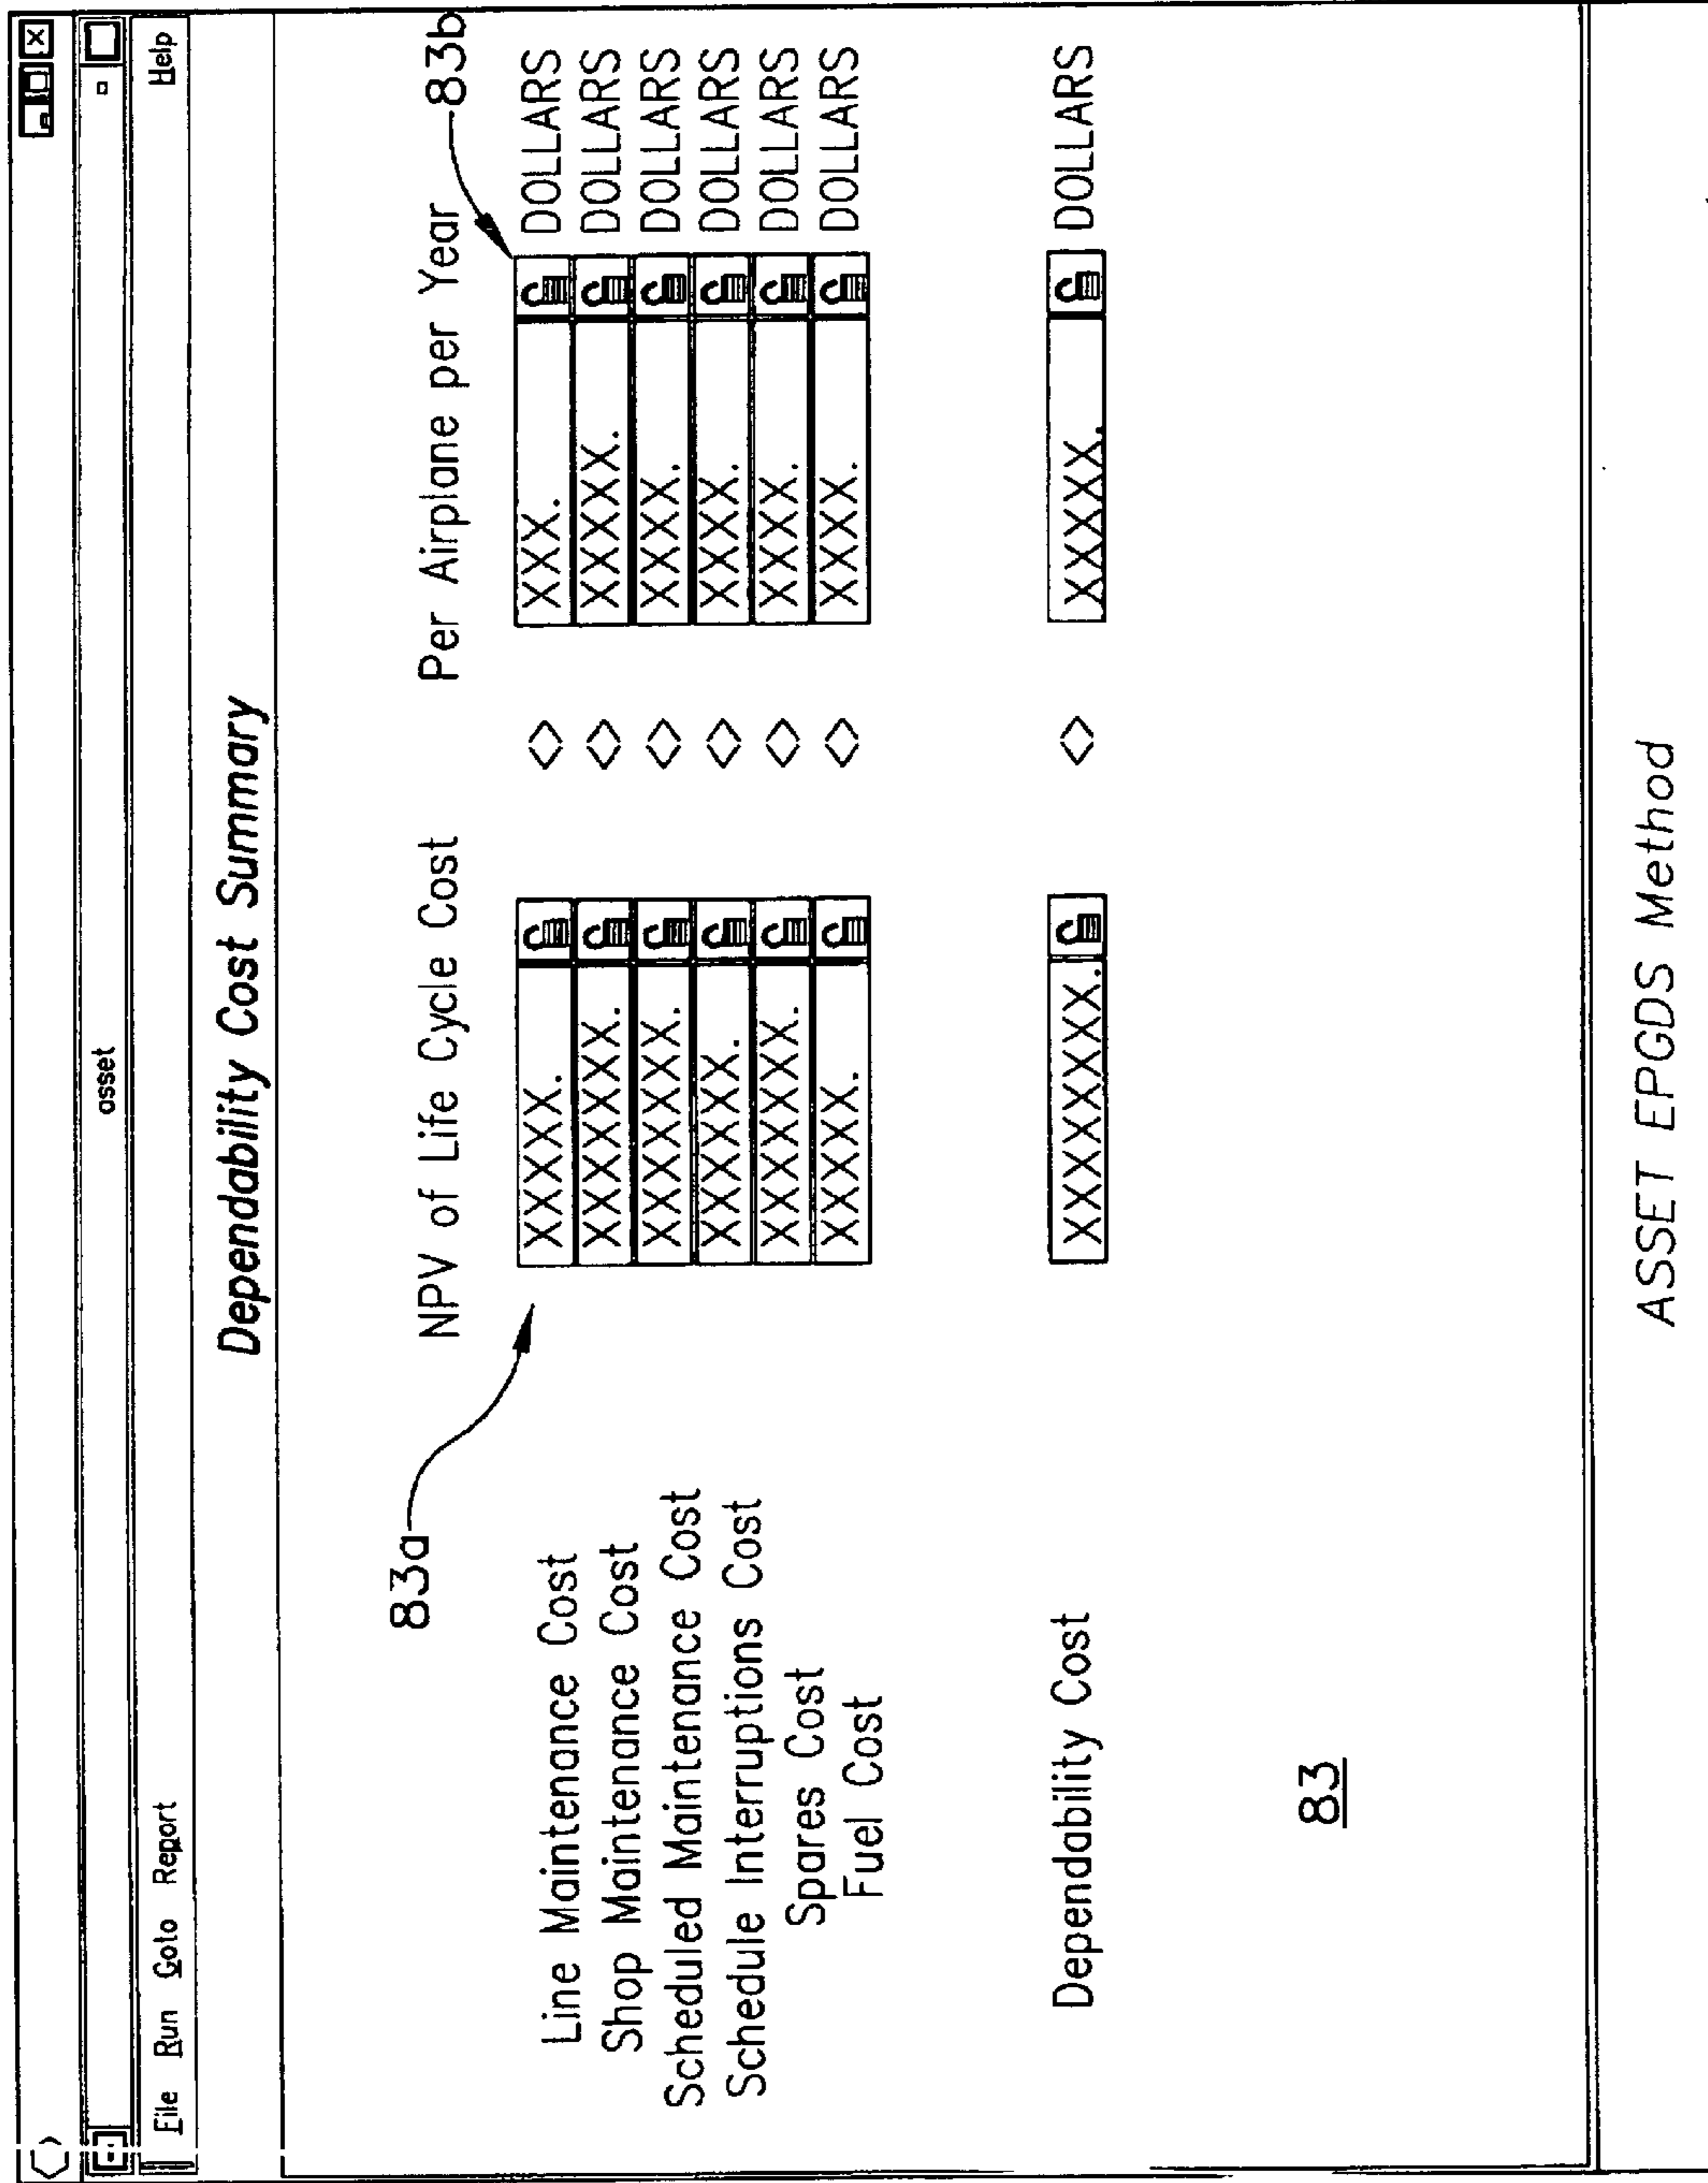 asset
File Run Goto Report Help
Dependability Cost Summary
83a NPV of Life Cycle Cost Per Airplane per Year 83b
Line Maintenance Cost XXXXX. XXX. DOLLARS
Shop Maintenance Cost XXXXXXX. XXXXX. DOLLARS
Scheduled Maintenance Cost XXXXXXX. XXXX. DOLLARS
Schedule Interruptions Cost XXXXXX. XXXX. DOLLARS
Spares Cost XXXXXXX. XXXX. DOLLARS
Fuel Cost XXXXX. XXXX. DOLLARS
Dependability Cost XXXXXXXX. XXXXX. DOLLARS
83
ASSET EPGDS Method